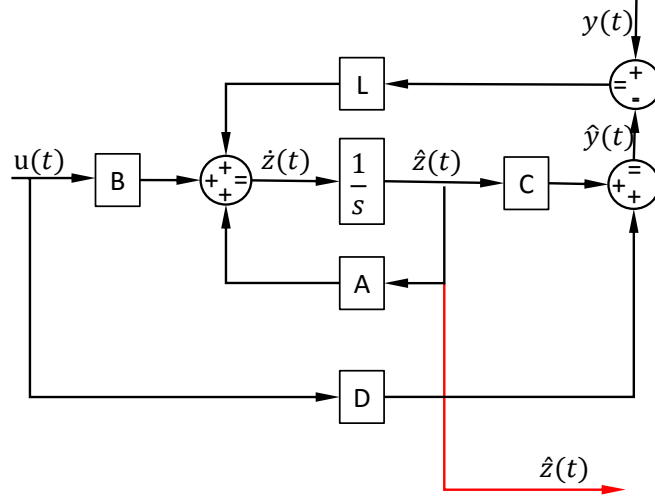 y(t)
L
+
=
-
ŷ(t)
u(t)
B
+
+
+
=
ż(t)
1
s
ẑ(t)
C
+
=
+
A
D
ẑ(t)